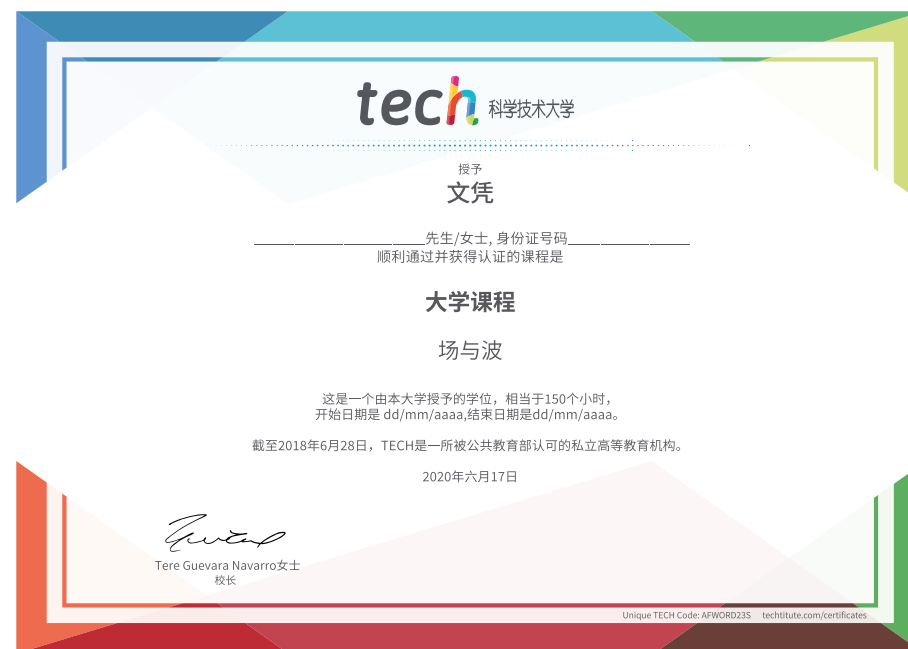 tech 科学技术大学
授予
文凭
______________________先生/女士, 身份证号码________________
顺利通过并获得认证的课程是
大学课程
场与波
这是一个由本大学授予的学位，相当于150个小时，
开始日期是 dd/mm/aaaa,结束日期是dd/mm/aaaa。
截至2018年6月28日，TECH是一所被公共教育部认可的私立高等教育机构。
2020年六月17日
Tere Guevara Navarro女士
校长
Unique TECH Code: AFWORD23S techtitute.com/certificates